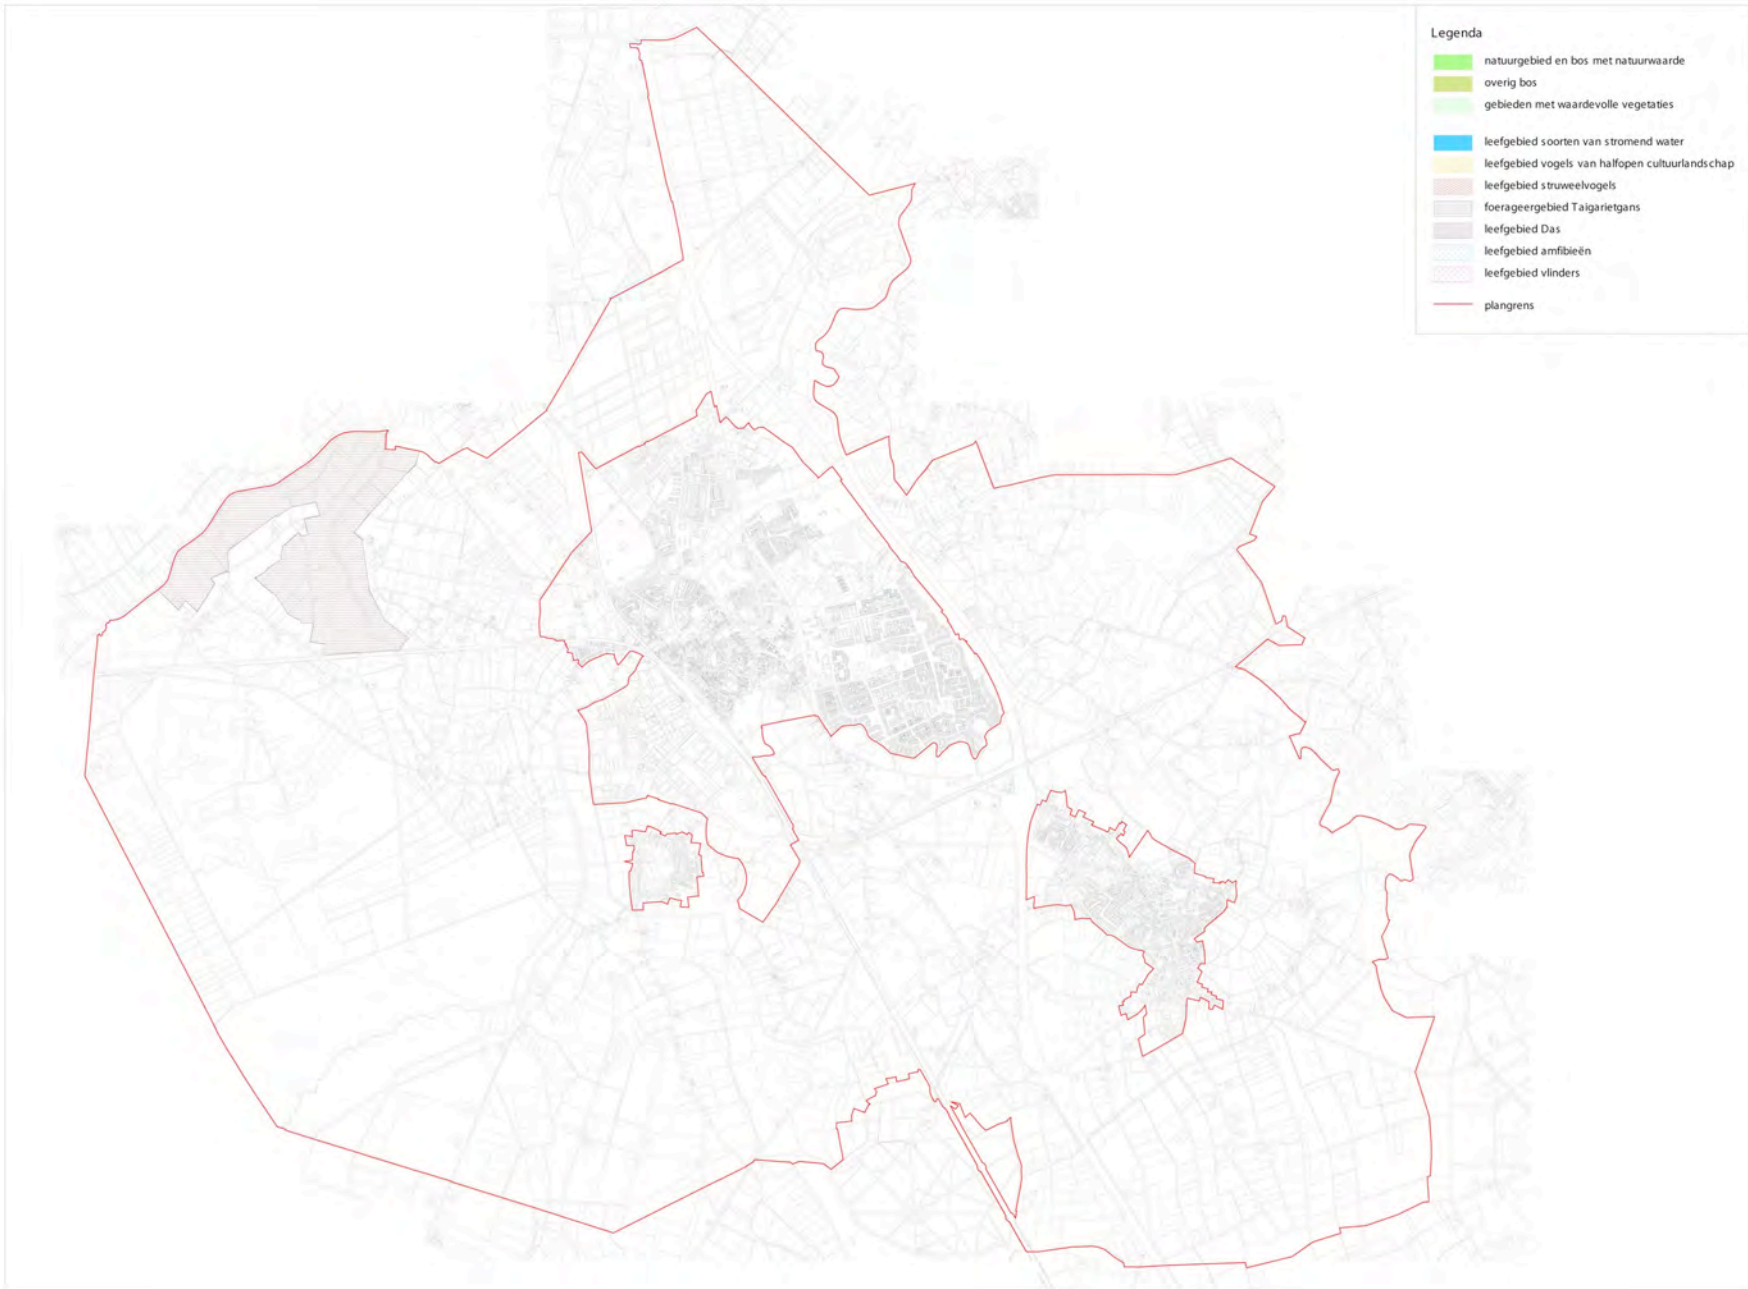 Legenda
natuurgebied en bos met natuurwaarde
overig bos
gebieden met waardevolle vegetaties
leefgebied soorten van stromend water
leefgebied vogels van halfopen cultuurlandschap
leefgebied struweelvogels
foerageergebied Taigarietgans
leefgebied Das
leefgebied amfibieën
leefgebied vlinders
plangrens